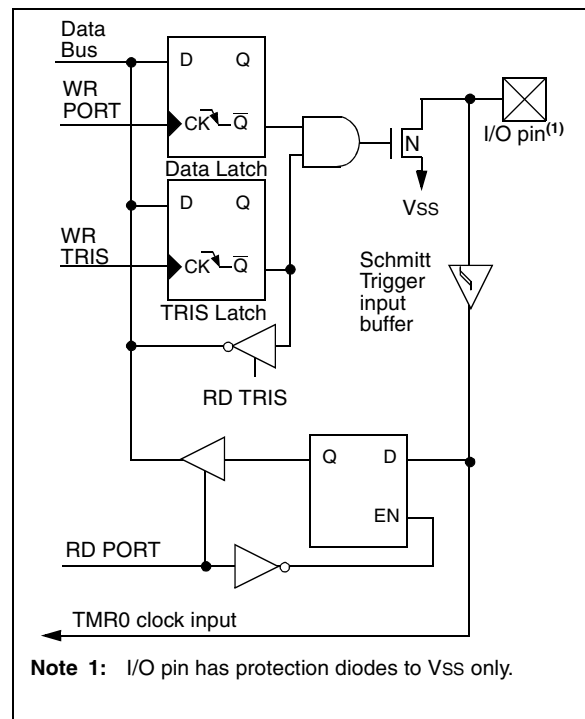 Data
Bus
D Q
WR
PORT
CK Q̅
Data Latch
N
I/O pin(1)
VSS
D Q
WR
TRIS
CK Q̅
TRIS Latch
Schmitt
Trigger
input
buffer
RD TRIS
Q D
EN
RD PORT
TMR0 clock input
Note 1: I/O pin has protection diodes to VSS only.